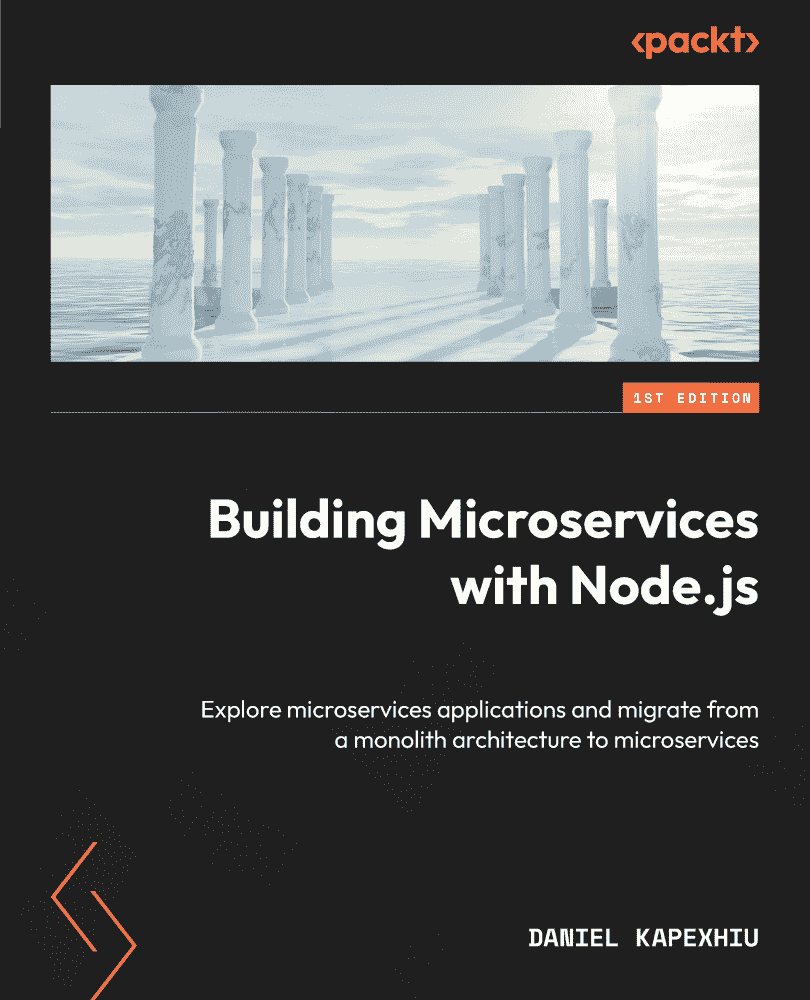 <packt>
1ST EDITION
Building Microservices
with Node.js
Explore microservices applications and migrate from
a monolith architecture to microservices
DANIEL KAPEXHIU